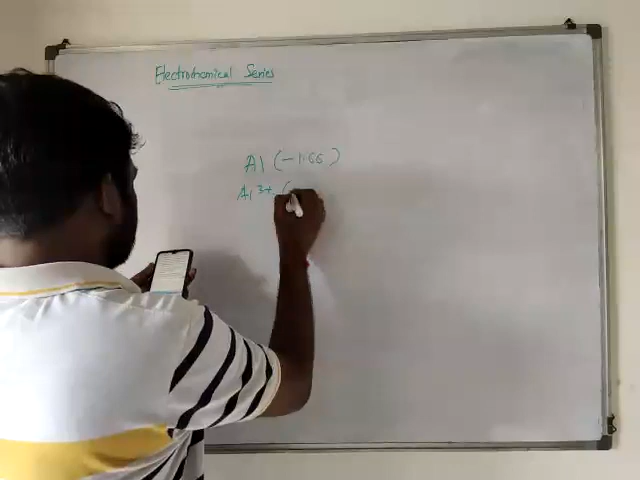 Electrochemical Series
Al (-1.66)
Al 3+ (